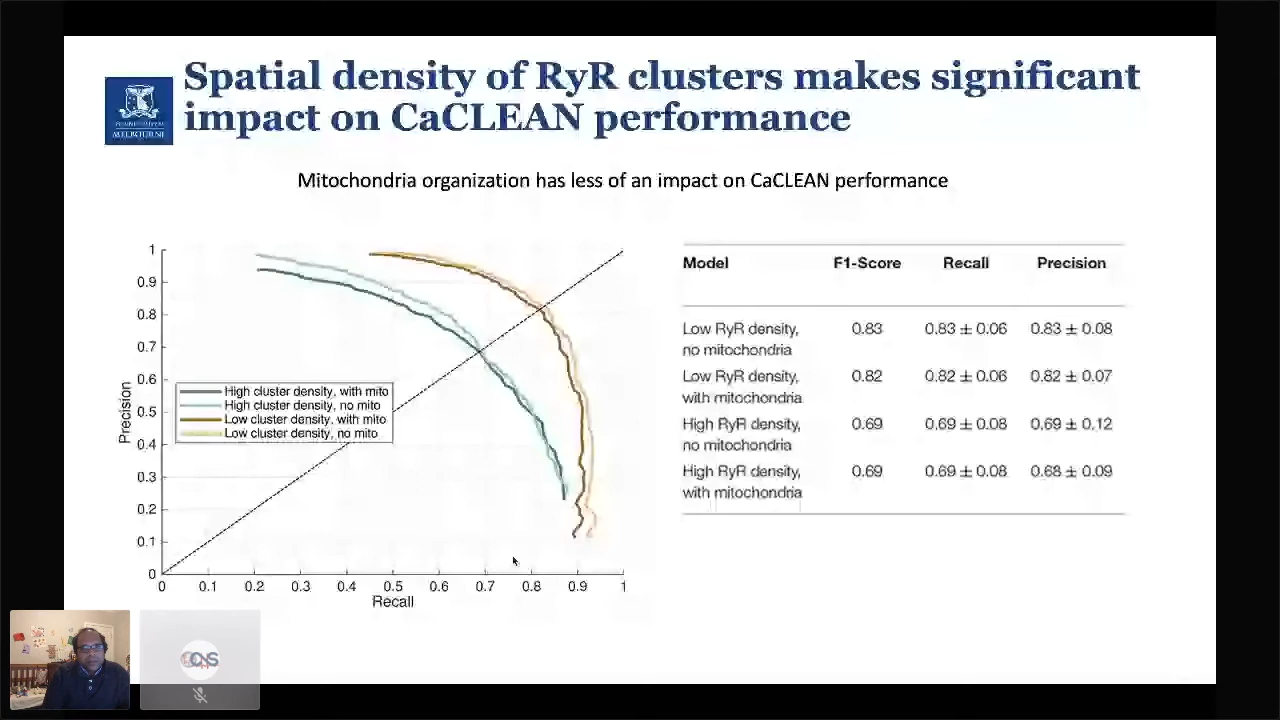 Spatial density of RyR clusters makes significant
impact on CaCLEAN performance
MELBOURNE
Mitochondria organization has less of an impact on CaCLEAN performance
Precision
1
0.9
0.8
0.7
0.6
0.5
0.4
0.3
0.2
0.1
0
0 0.1 0.2 0.3 0.4 0.5 0.6 0.7 0.8 0.9 1
Recall
High cluster density, with mito
High cluster density, no mito
Low cluster density, with mito
Low cluster density, no mito
Model F1-Score Recall Precision
Low RyR density, 0.83 0.83 ± 0.06 0.83 ± 0.08
no mitochondria
Low RyR density, 0.82 0.82 ± 0.06 0.82 ± 0.07
with mitochondria
High RyR density, 0.69 0.69 ± 0.08 0.69 ± 0.12
no mitochondria
High RyR density, 0.69 0.69 ± 0.08 0.68 ± 0.09
with mitochondria